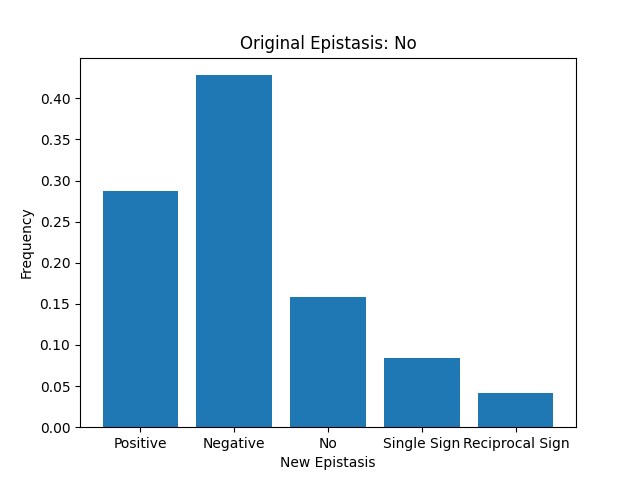 Original Epistasis: No
Frequency
0.40
0.35
0.30
0.25
0.20
0.15
0.10
0.05
0.00
Positive Negative No Single Sign Reciprocal Sign
New Epistasis